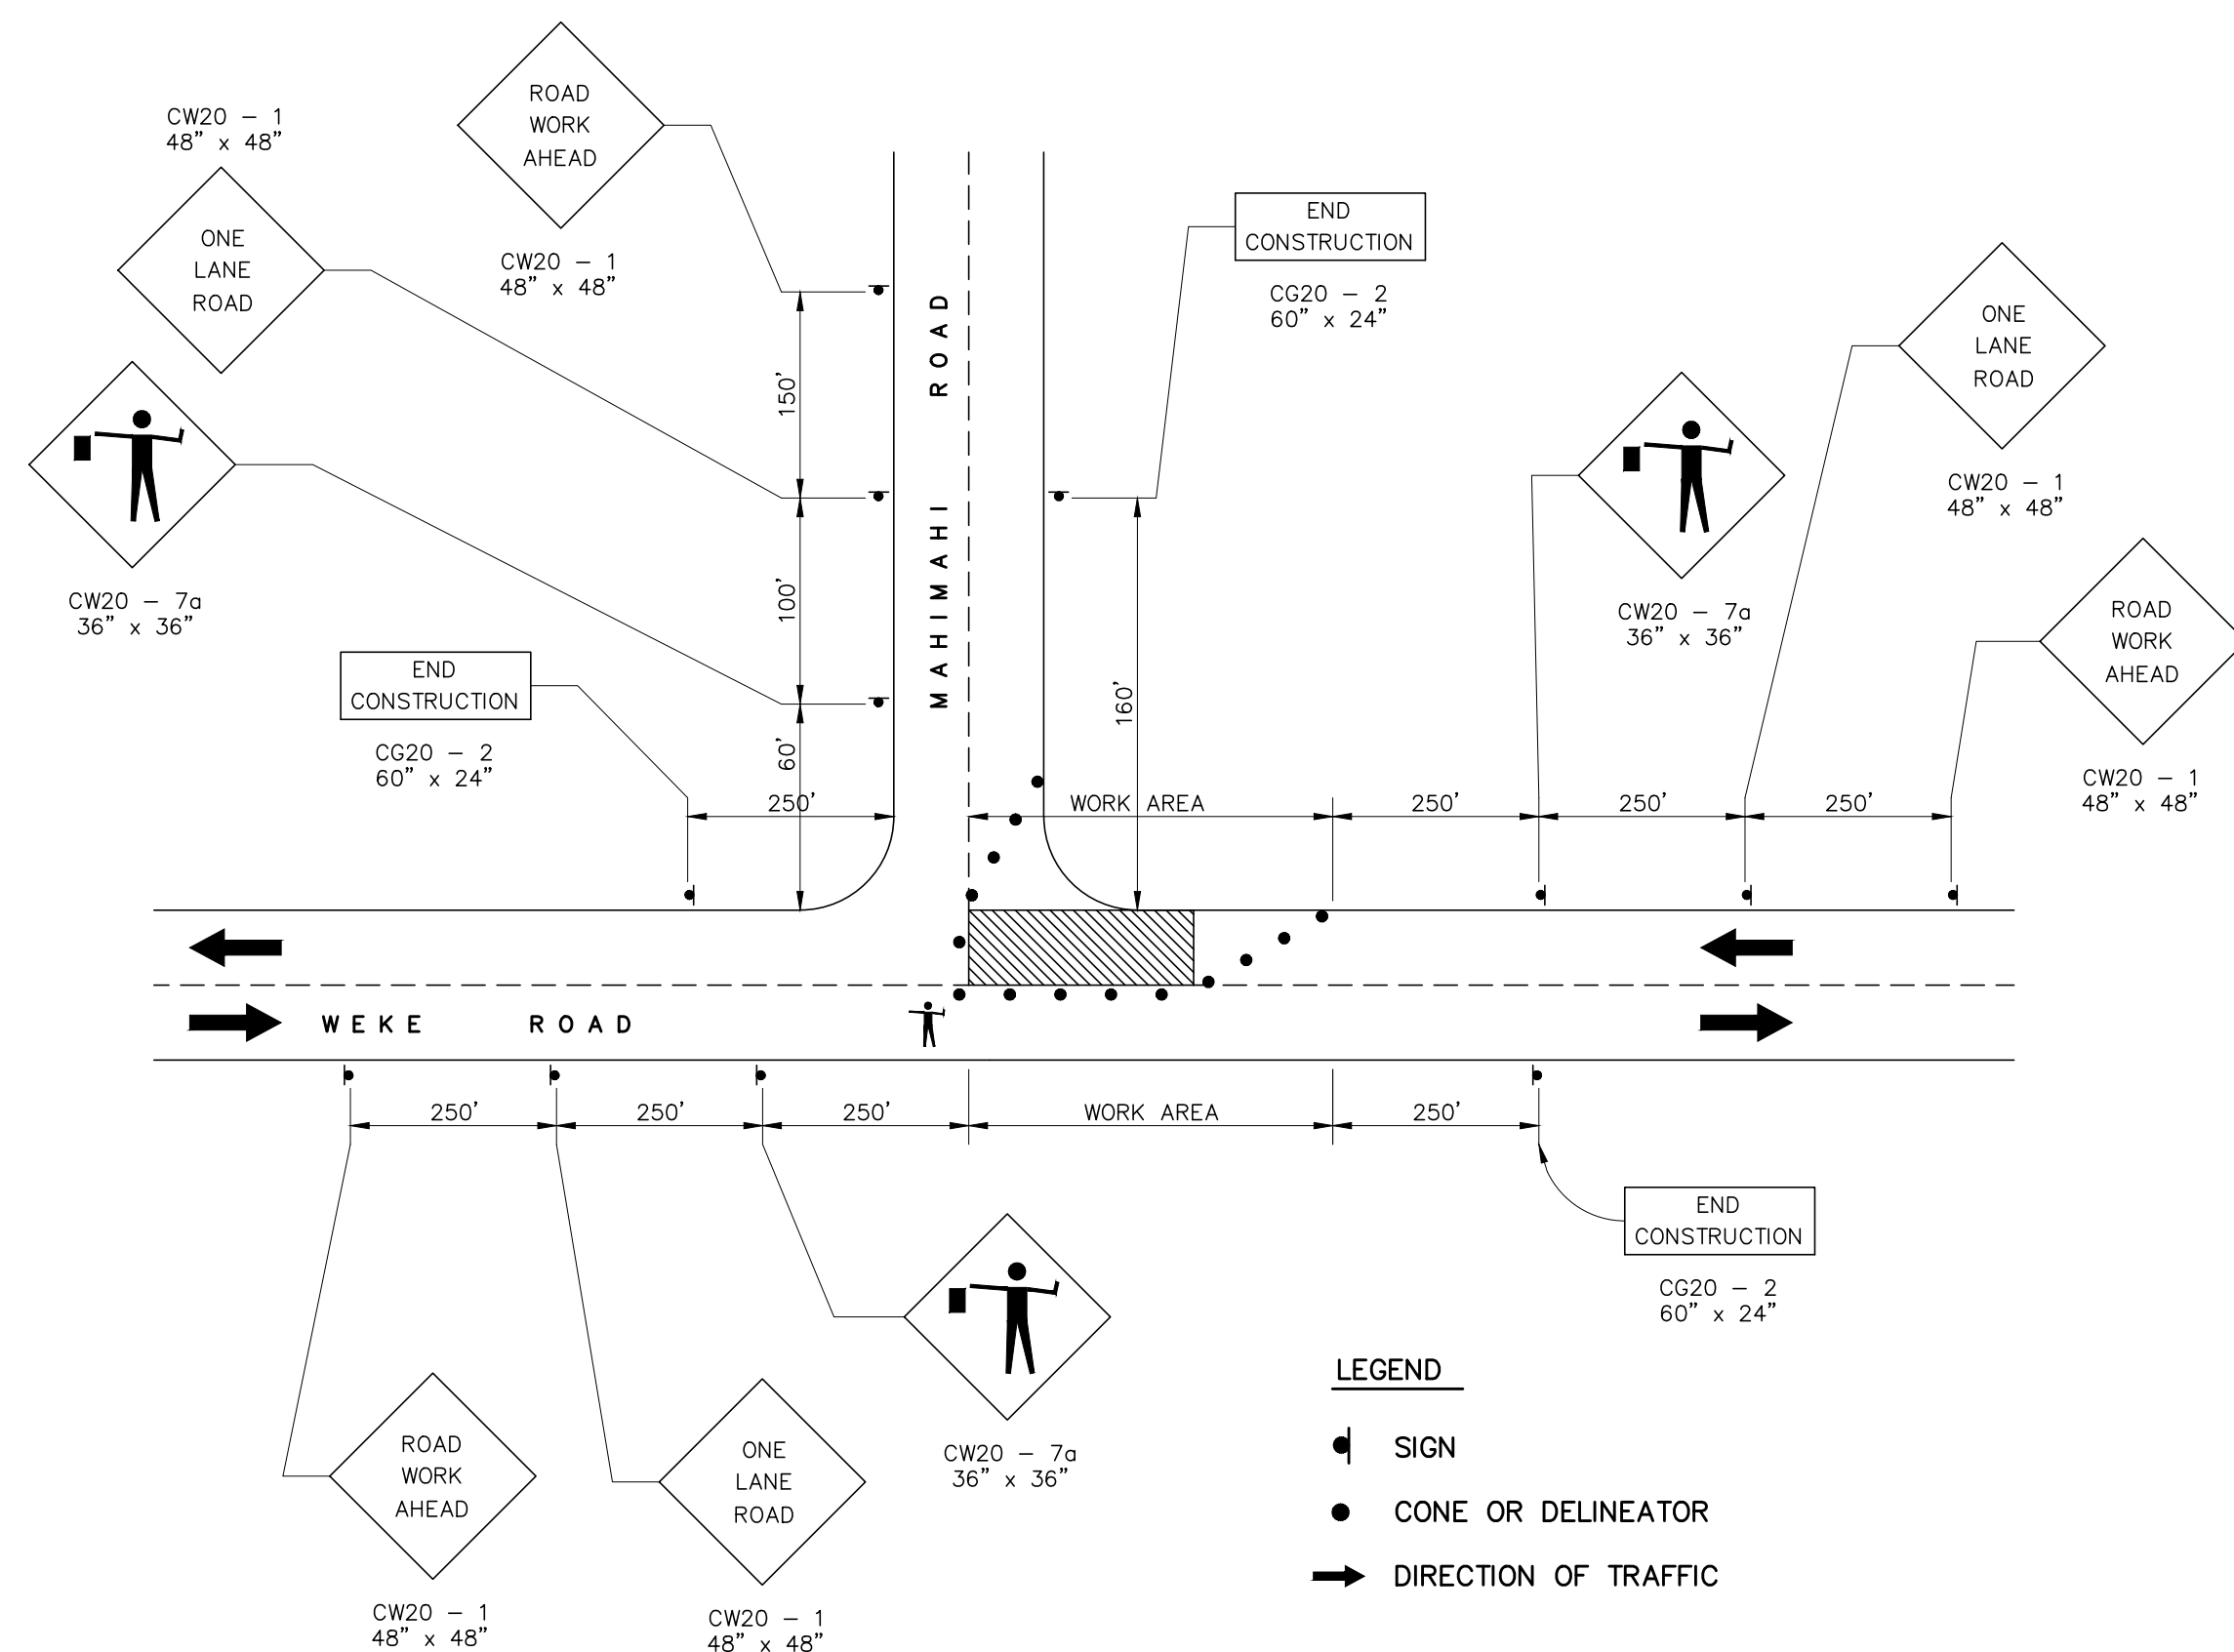 ROAD
WORK
AHEAD
CW20 – 1
48" x 48"
CW20 – 1
48" x 48"
ONE
LANE
ROAD
END
CONSTRUCTION
CG20 – 2
60" x 24"
ONE
LANE
ROAD
CW20 – 1
48" x 48"
CW20 – 7a
36" x 36"
CW20 – 7a
36" x 36"
ROAD
WORK
AHEAD
CW20 – 1
48" x 48"
END
CONSTRUCTION
CG20 – 2
60" x 24"
150'
100'
60'
160'
MAHIMAHI ROAD
250'
WORK AREA
250'
250'
250'
WEKE ROAD
250'
250'
250'
WORK AREA
250'
END
CONSTRUCTION
CG20 – 2
60" x 24"
CW20 – 7a
36" x 36"
ROAD
WORK
AHEAD
CW20 – 1
48" x 48"
ONE
LANE
ROAD
CW20 – 1
48" x 48"
LEGEND
SIGN
CONE OR DELINEATOR
DIRECTION OF TRAFFIC